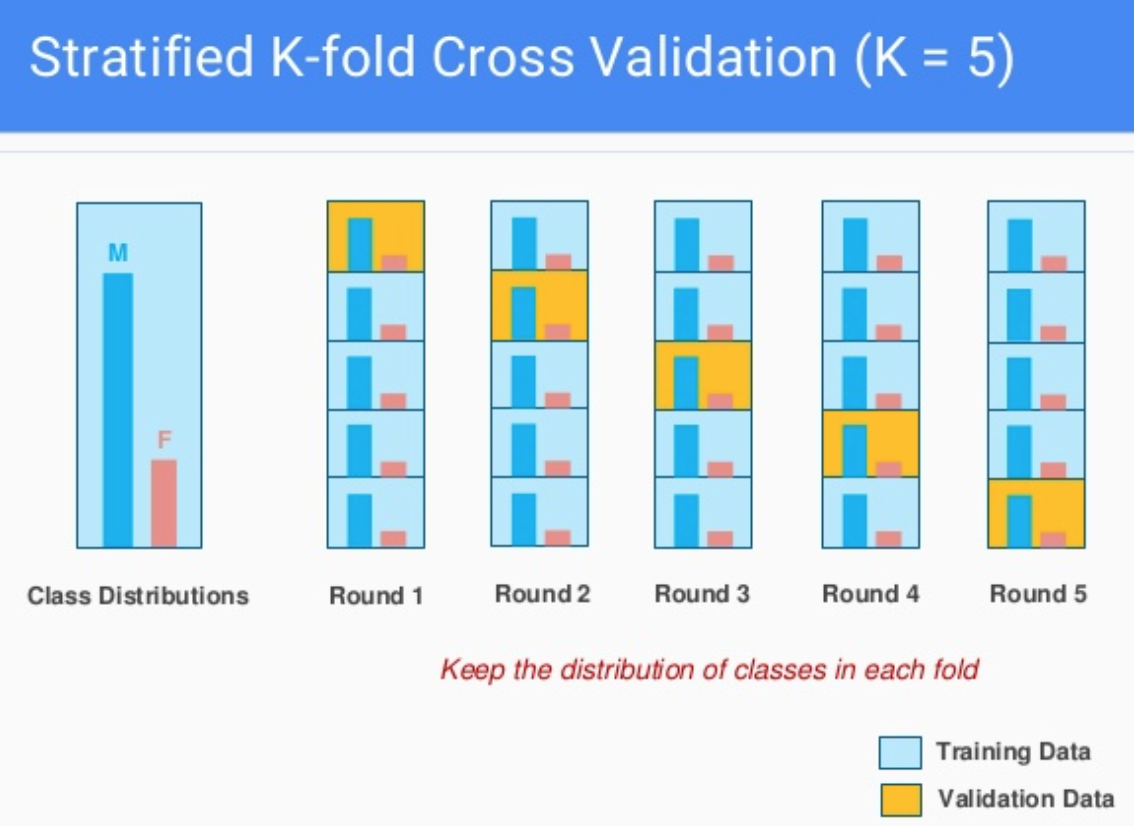 Stratified K-fold Cross Validation (K = 5)
M
F
Class Distributions
Round 1
Round 2
Round 3
Round 4
Round 5
Keep the distribution of classes in each fold
Training Data
Validation Data